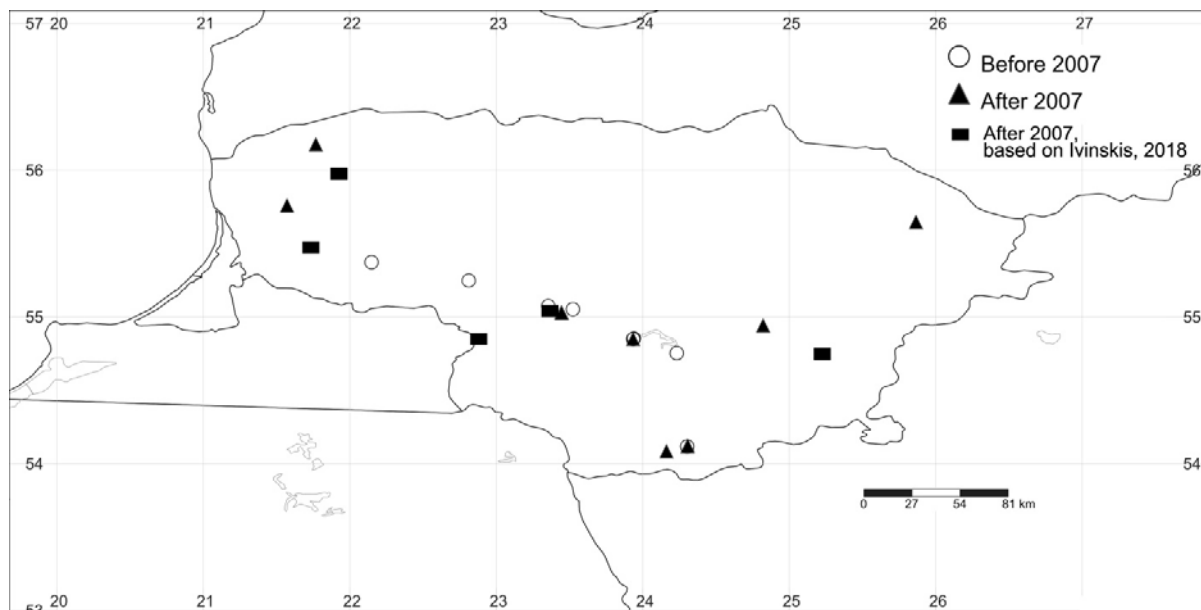 57 20 21 22 23 24 25 26 27
Before 2007
After 2007
After 2007,
based on Ivinskis, 2018
56 56
55 55
54 54
0 27 54 81 km
53
20 21 22 23 24 25 26